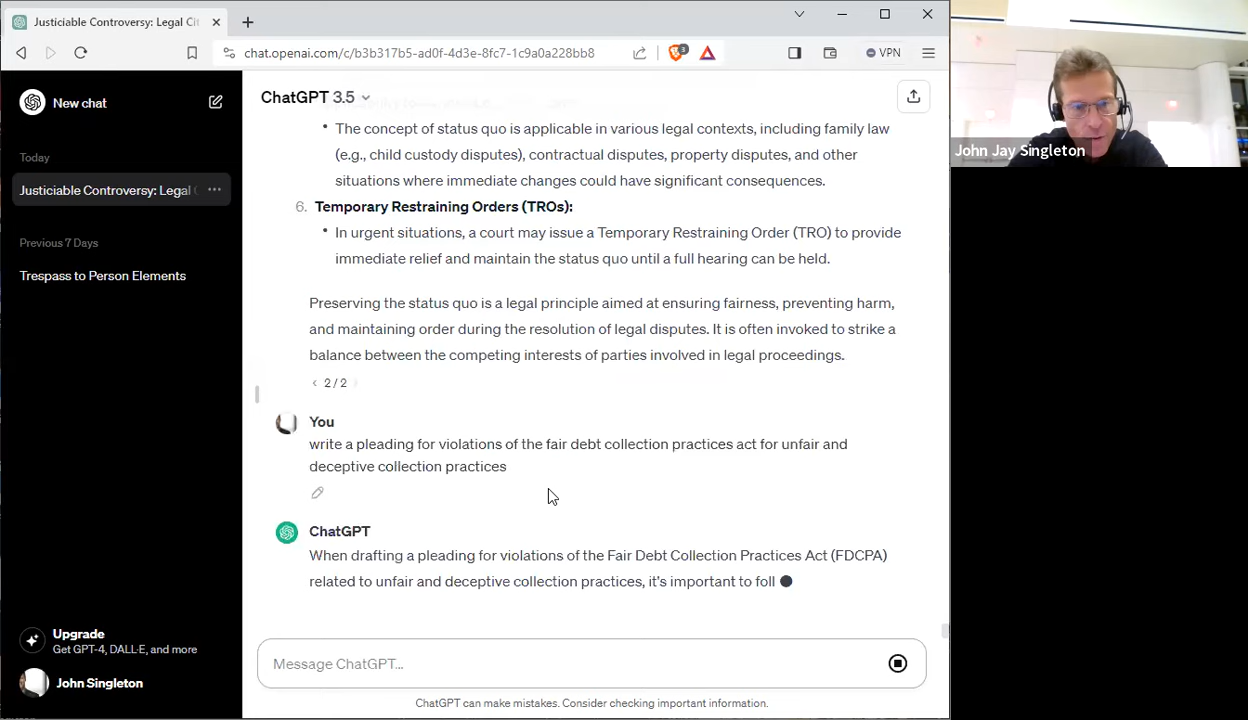 Justiciable Controversy: Legal Cit
chat.openai.com/c/b3b317b5-ad0f-4d3e-8fc7-1c9a0a228bb8
3
VPN
New chat
Today
Justiciable Controversy: Legal
Previous 7 Days
Trespass to Person Elements
Upgrade
Get GPT-4, DALL·E, and more
John Singleton
ChatGPT 3.5
• The concept of status quo is applicable in various legal contexts, including family law
(e.g., child custody disputes), contractual disputes, property disputes, and other
situations where immediate changes could have significant consequences.
6. Temporary Restraining Orders (TROs):
• In urgent situations, a court may issue a Temporary Restraining Order (TRO) to provide
immediate relief and maintain the status quo until a full hearing can be held.
Preserving the status quo is a legal principle aimed at ensuring fairness, preventing harm,
and maintaining order during the resolution of legal disputes. It is often invoked to strike a
balance between the competing interests of parties involved in legal proceedings.
< 2 / 2 >
You
write a pleading for violations of the fair debt collection practices act for unfair and
deceptive collection practices
ChatGPT
When drafting a pleading for violations of the Fair Debt Collection Practices Act (FDCPA)
related to unfair and deceptive collection practices, it's important to foll
Message ChatGPT...
ChatGPT can make mistakes. Consider checking important information.
John Jay Singleton